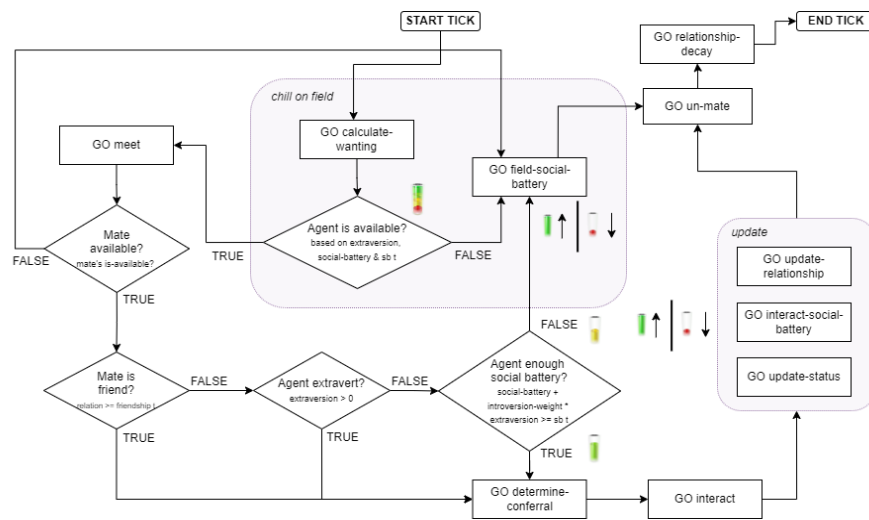 START TICK
END TICK
GO relationship-
decay
chill on field
GO un-mate
GO calculate-
wanting
GO meet
GO field-social-
battery
Agent is available?
based on extraversion,
social-battery & sb t
TRUE
FALSE
Mate
available?
mate's is-available?
FALSE
TRUE
update
GO update-
relationship
GO interact-social-
battery
GO update-status
FALSE
Mate is
friend?
relation >= friendship t
FALSE
TRUE
Agent extravert?
extraversion > 0
FALSE
TRUE
Agent enough
social battery?
social-battery +
introversion-weight *
extraversion >= sb t
TRUE
GO determine-
conferral
GO interact